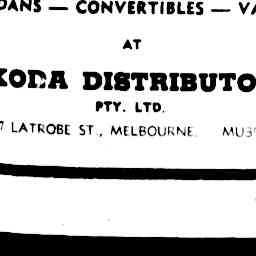 DANS — CONVERTIBLES — VA
AT
KODA DISTRIBUTO
PTY. LTD.
7 LATROBE ST., MELBOURNE. MU39